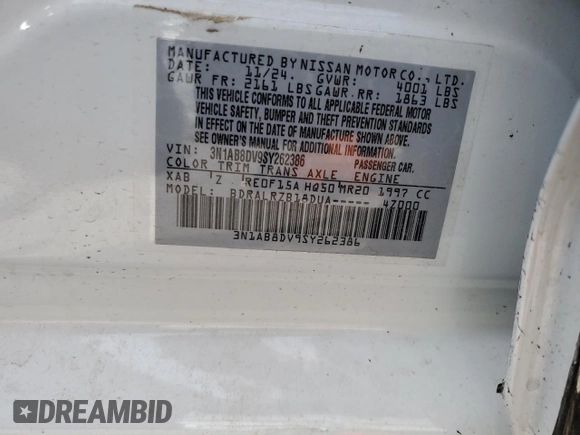 MANUFACTURED BY NISSAN MOTOR CO., LTD.
DATE: 11/24. GVWR: 4001 LBS
GAWR FR: 2161 LBS GAWR RR: 1863 LBS
THIS VEHICLE CONFORMS TO ALL APPLICABLE FEDERAL MOTOR
VEHICLE SAFETY, BUMPER AND THEFT PREVENTION STANDARDS
IN EFFECT ON THE DATE OF MANUFACTURE SHOWN ABOVE.
SEE OWNER'S MANUAL FOR ADDITIONAL INFORMATION.
VIN: 3N1AB8DV9SY262386 PASSENGER CAR.
COLOR TRIM TRANS AXLE ENGINE
XAB Z RE0F15A HQ50 MR20 1997 CC
MODEL: BDRALRZB18DUA----- 47000
3N1AB8DV9SY262386
DREAMBID